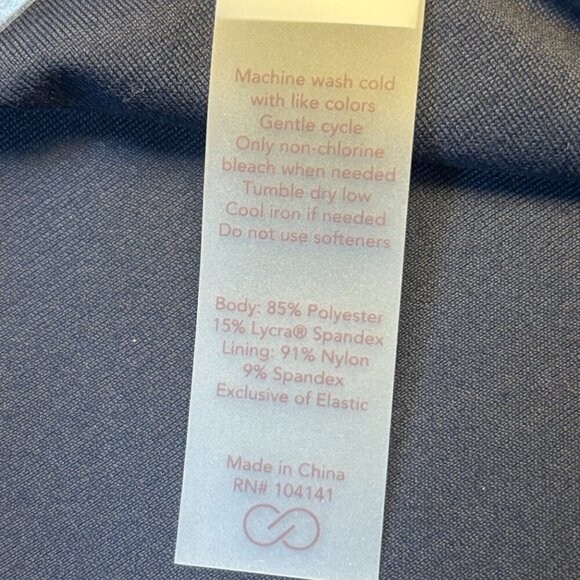 Machine wash cold
with like colors
Gentle cycle
Only non-chlorine
bleach when needed
Tumble dry low
Cool iron if needed
Do not use softeners
Body: 85% Polyester
15% Lycra® Spandex
Lining: 91% Nylon
9% Spandex
Exclusive of Elastic
Made in China
RN# 104141